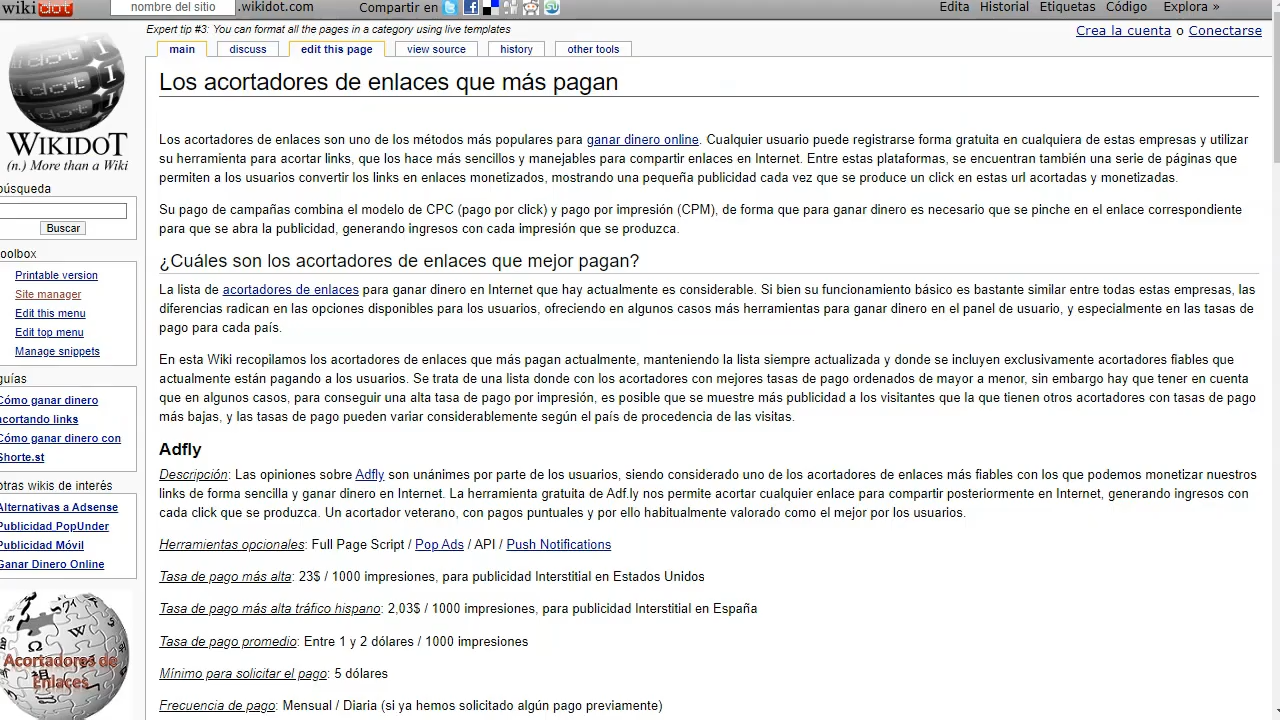 wikidot
nombre del sitio
.wikidot.com
Compartir en
Edita Historial Etiquetas Código Explora »
Expert tip #3: You can format all the pages in a category using live templates
Crea la cuenta o Conectarse
main
discuss
edit this page
view source
history
other tools
WIKIDOT
(n.) More than a Wiki
búsqueda
Buscar
toolbox
Printable version
Site manager
Edit this menu
Edit top menu
Manage snippets
guías
Cómo ganar dinero
acortando links
Cómo ganar dinero con
Shorte.st
otras wikis de interés
Alternativas a Adsense
Publicidad PopUnder
Publicidad Móvil
Ganar Dinero Online
Acortadores de
Enlaces
Los acortadores de enlaces que más pagan
Los acortadores de enlaces son uno de los métodos más populares para ganar dinero online. Cualquier usuario puede registrarse forma gratuita en cualquiera de estas empresas y utilizar
su herramienta para acortar links, que los hace más sencillos y manejables para compartir enlaces en Internet. Entre estas plataformas, se encuentran también una serie de páginas que
permiten a los usuarios convertir los links en enlaces monetizados, mostrando una pequeña publicidad cada vez que se produce un click en estas url acortadas y monetizadas.
Su pago de campañas combina el modelo de CPC (pago por click) y pago por impresión (CPM), de forma que para ganar dinero es necesario que se pinche en el enlace correspondiente
para que se abra la publicidad, generando ingresos con cada impresión que se produzca.
¿Cuáles son los acortadores de enlaces que mejor pagan?
La lista de acortadores de enlaces para ganar dinero en Internet que hay actualmente es considerable. Si bien su funcionamiento básico es bastante similar entre todas estas empresas, las
diferencias radican en las opciones disponibles para los usuarios, ofreciendo en algunos casos más herramientas para ganar dinero en el panel de usuario, y especialmente en las tasas de
pago para cada país.
En esta Wiki recopilamos los acortadores de enlaces que más pagan actualmente, manteniendo la lista siempre actualizada y donde se incluyen exclusivamente acortadores fiables que
actualmente están pagando a los usuarios. Se trata de una lista donde con los acortadores con mejores tasas de pago ordenados de mayor a menor, sin embargo hay que tener en cuenta
que en algunos casos, para conseguir una alta tasa de pago por impresión, es posible que se muestre más publicidad a los visitantes que la que tienen otros acortadores con tasas de pago
más bajas, y las tasas de pago pueden variar considerablemente según el país de procedencia de las visitas.
Adfly
Descripción: Las opiniones sobre Adfly son unánimes por parte de los usuarios, siendo considerado uno de los acortadores de enlaces más fiables con los que podemos monetizar nuestros
links de forma sencilla y ganar dinero en Internet. La herramienta gratuita de Adf.ly nos permite acortar cualquier enlace para compartir posteriormente en Internet, generando ingresos con
cada click que se produzca. Un acortador veterano, con pagos puntuales y por ello habitualmente valorado como el mejor por los usuarios.
Herramientas opcionales: Full Page Script / Pop Ads / API / Push Notifications
Tasa de pago más alta: 23$ / 1000 impresiones, para publicidad Interstitial en Estados Unidos
Tasa de pago más alta tráfico hispano: 2,03$ / 1000 impresiones, para publicidad Interstitial en España
Tasa de pago promedio: Entre 1 y 2 dólares / 1000 impresiones
Mínimo para solicitar el pago: 5 dólares
Frecuencia de pago: Mensual / Diaria (si ya hemos solicitado algún pago previamente)